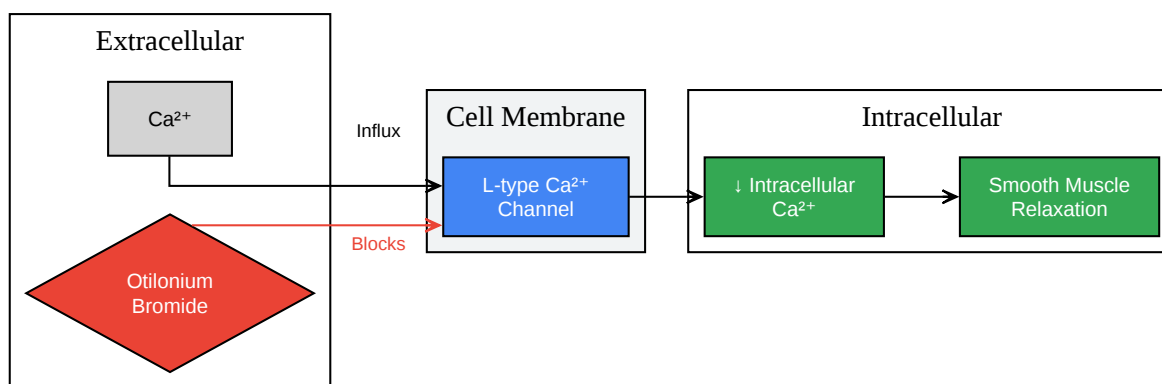 Extracellular
Ca²⁺
Influx
Cell Membrane
L-type Ca²⁺
Channel
Blocks
Otilonium
Bromide
Intracellular
↓ Intracellular
Ca²⁺
Smooth Muscle
Relaxation